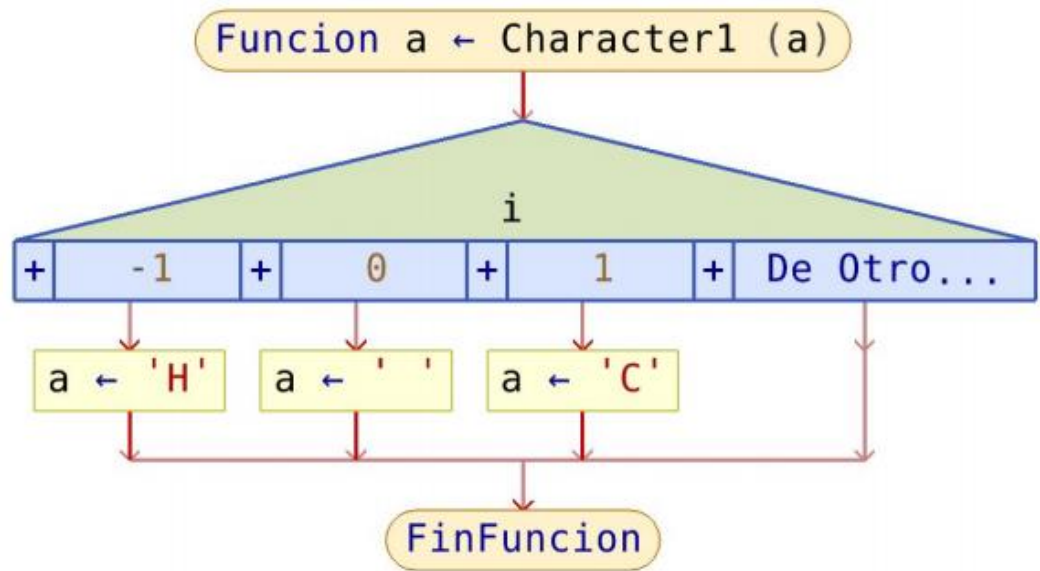 Funcion a ← Character1 (a)
i
+ -1 + 0 + 1 + De Otro...
a ← 'H' a ← ' ' a ← 'C'
FinFuncion